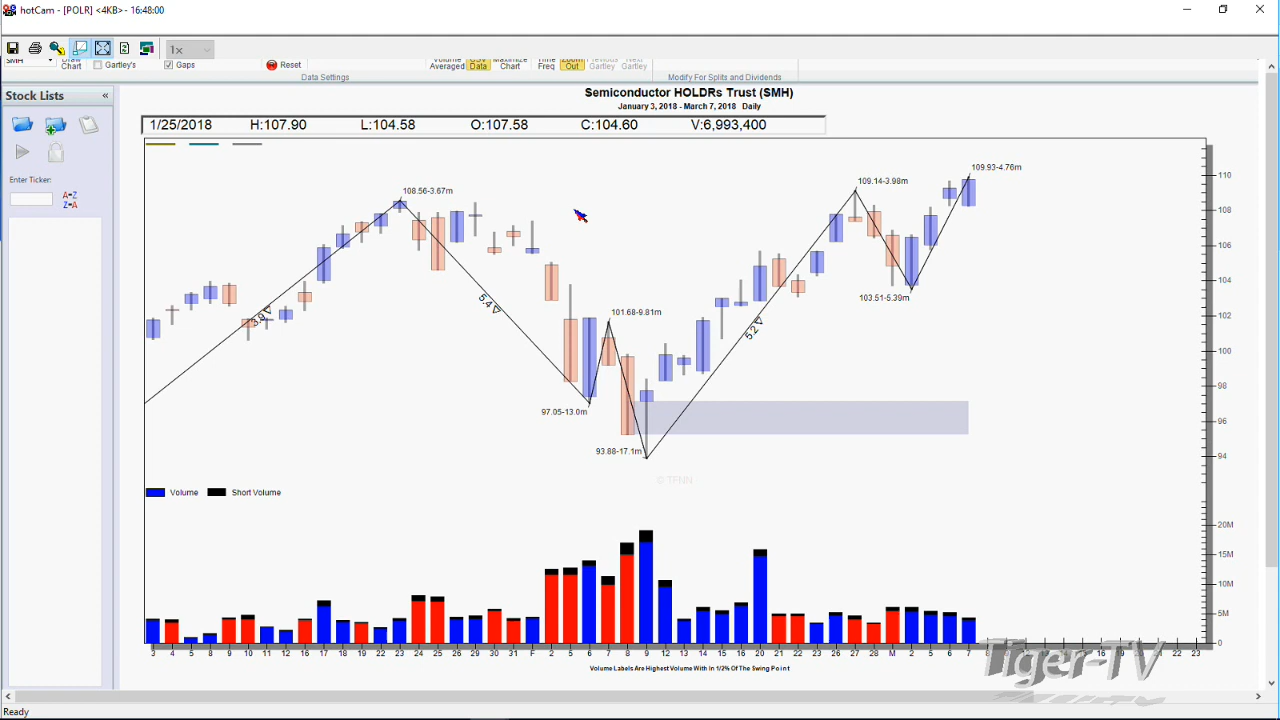 hotCam - [POLR] <4KB> - 16:48:00
1x
SMH
Draw Chart
Gartley's
Gaps
Reset
Volume Averaged
CSV Data
Maximize Chart
Time Freq
Zoom Out
Previous Gartley
Next Gartley
Data Settings
Modify For Splits and Dividends
Stock Lists
«
Semiconductor HOLDRs Trust (SMH)
January 3, 2018 - March 7, 2018 Daily
1/25/2018 H:107.90 L:104.58 O:107.58 C:104.60 V:6,993,400
Enter Ticker:
A-Z
Z-A
109.93-4.76m
109.14-3.98m
108.56-3.67m
110
108
106
104
102
100
98
96
94
103.51-5.39m
101.68-9.81m
3.9
5.4
5.2
97.05-13.0m
93.88-17.1m
© TFNN
Volume Short Volume
20M
15M
10M
5M
0
3 4 5 8 9 10 11 12 16 17 18 19 22 23 24 25 26 29 30 31 F 2 5 6 7 8 9 12 13 14 15 16 20 21 22 23 26 27 28 M 2 5 6 7 8 16 19 21 22 23
Volume Labels Are Highest Volume With In 1/2% Of The Swing Point
Tiger-TV
Ready